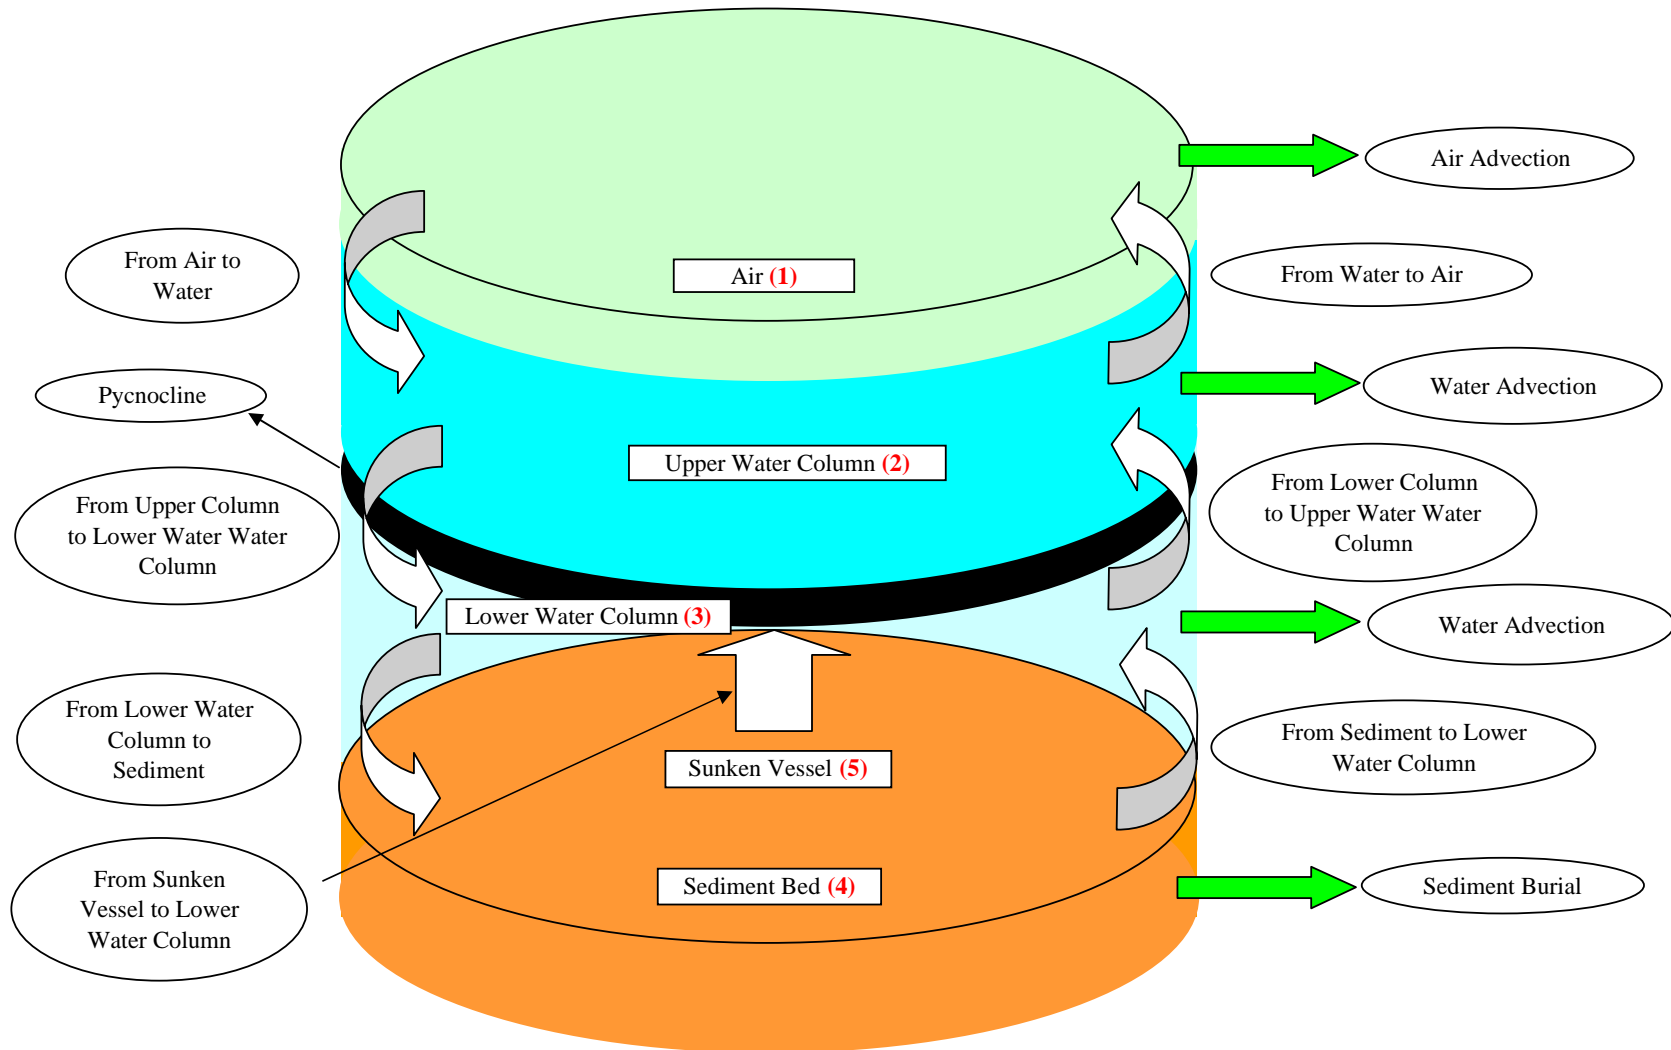 Air Advection
From Air to
Water
Air (1)
From Water to Air
Pycnocline
Water Advection
Upper Water Column (2)
From Upper Column
to Lower Water Water
Column
From Lower Column
to Upper Water Water
Column
Lower Water Column (3)
Water Advection
From Lower Water
Column to
Sediment
Sunken Vessel (5)
From Sediment to Lower
Water Column
From Sunken
Vessel to Lower
Water Column
Sediment Bed (4)
Sediment Burial